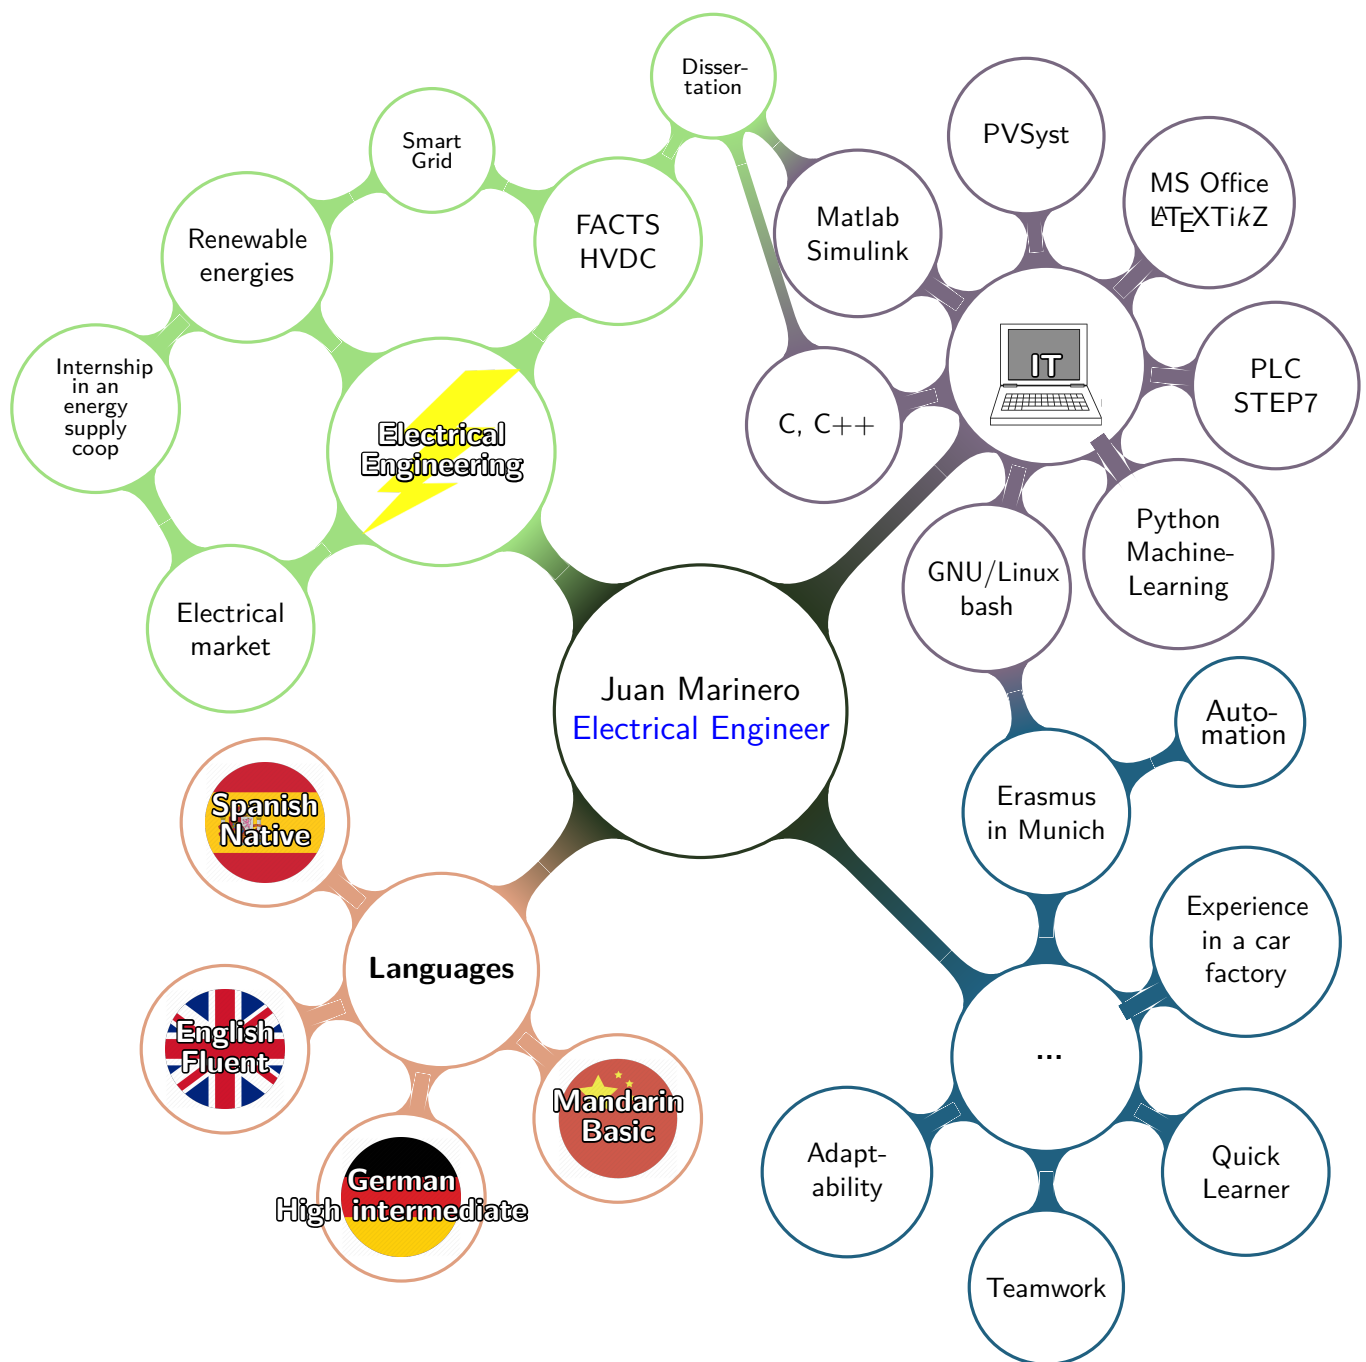 Disser-
tation
Smart
Grid
PVSyst
MS Office
LATEXTikZ
FACTS
HVDC
Renewable
energies
Matlab
Simulink
Internship
in an
energy
supply
coop
IT
PLC
STEP7
Electrical
Engineering
C, C++
Python
Machine-
Learning
GNU/Linux
bash
Electrical
market
Juan Marinero
Electrical Engineer
Auto-
mation
Erasmus
in Munich
Spanish
Native
Experience
in a car
factory
Languages
English
Fluent
...
Mandarin
Basic
German
High intermediate
Adapt-
ability
Quick
Learner
Teamwork